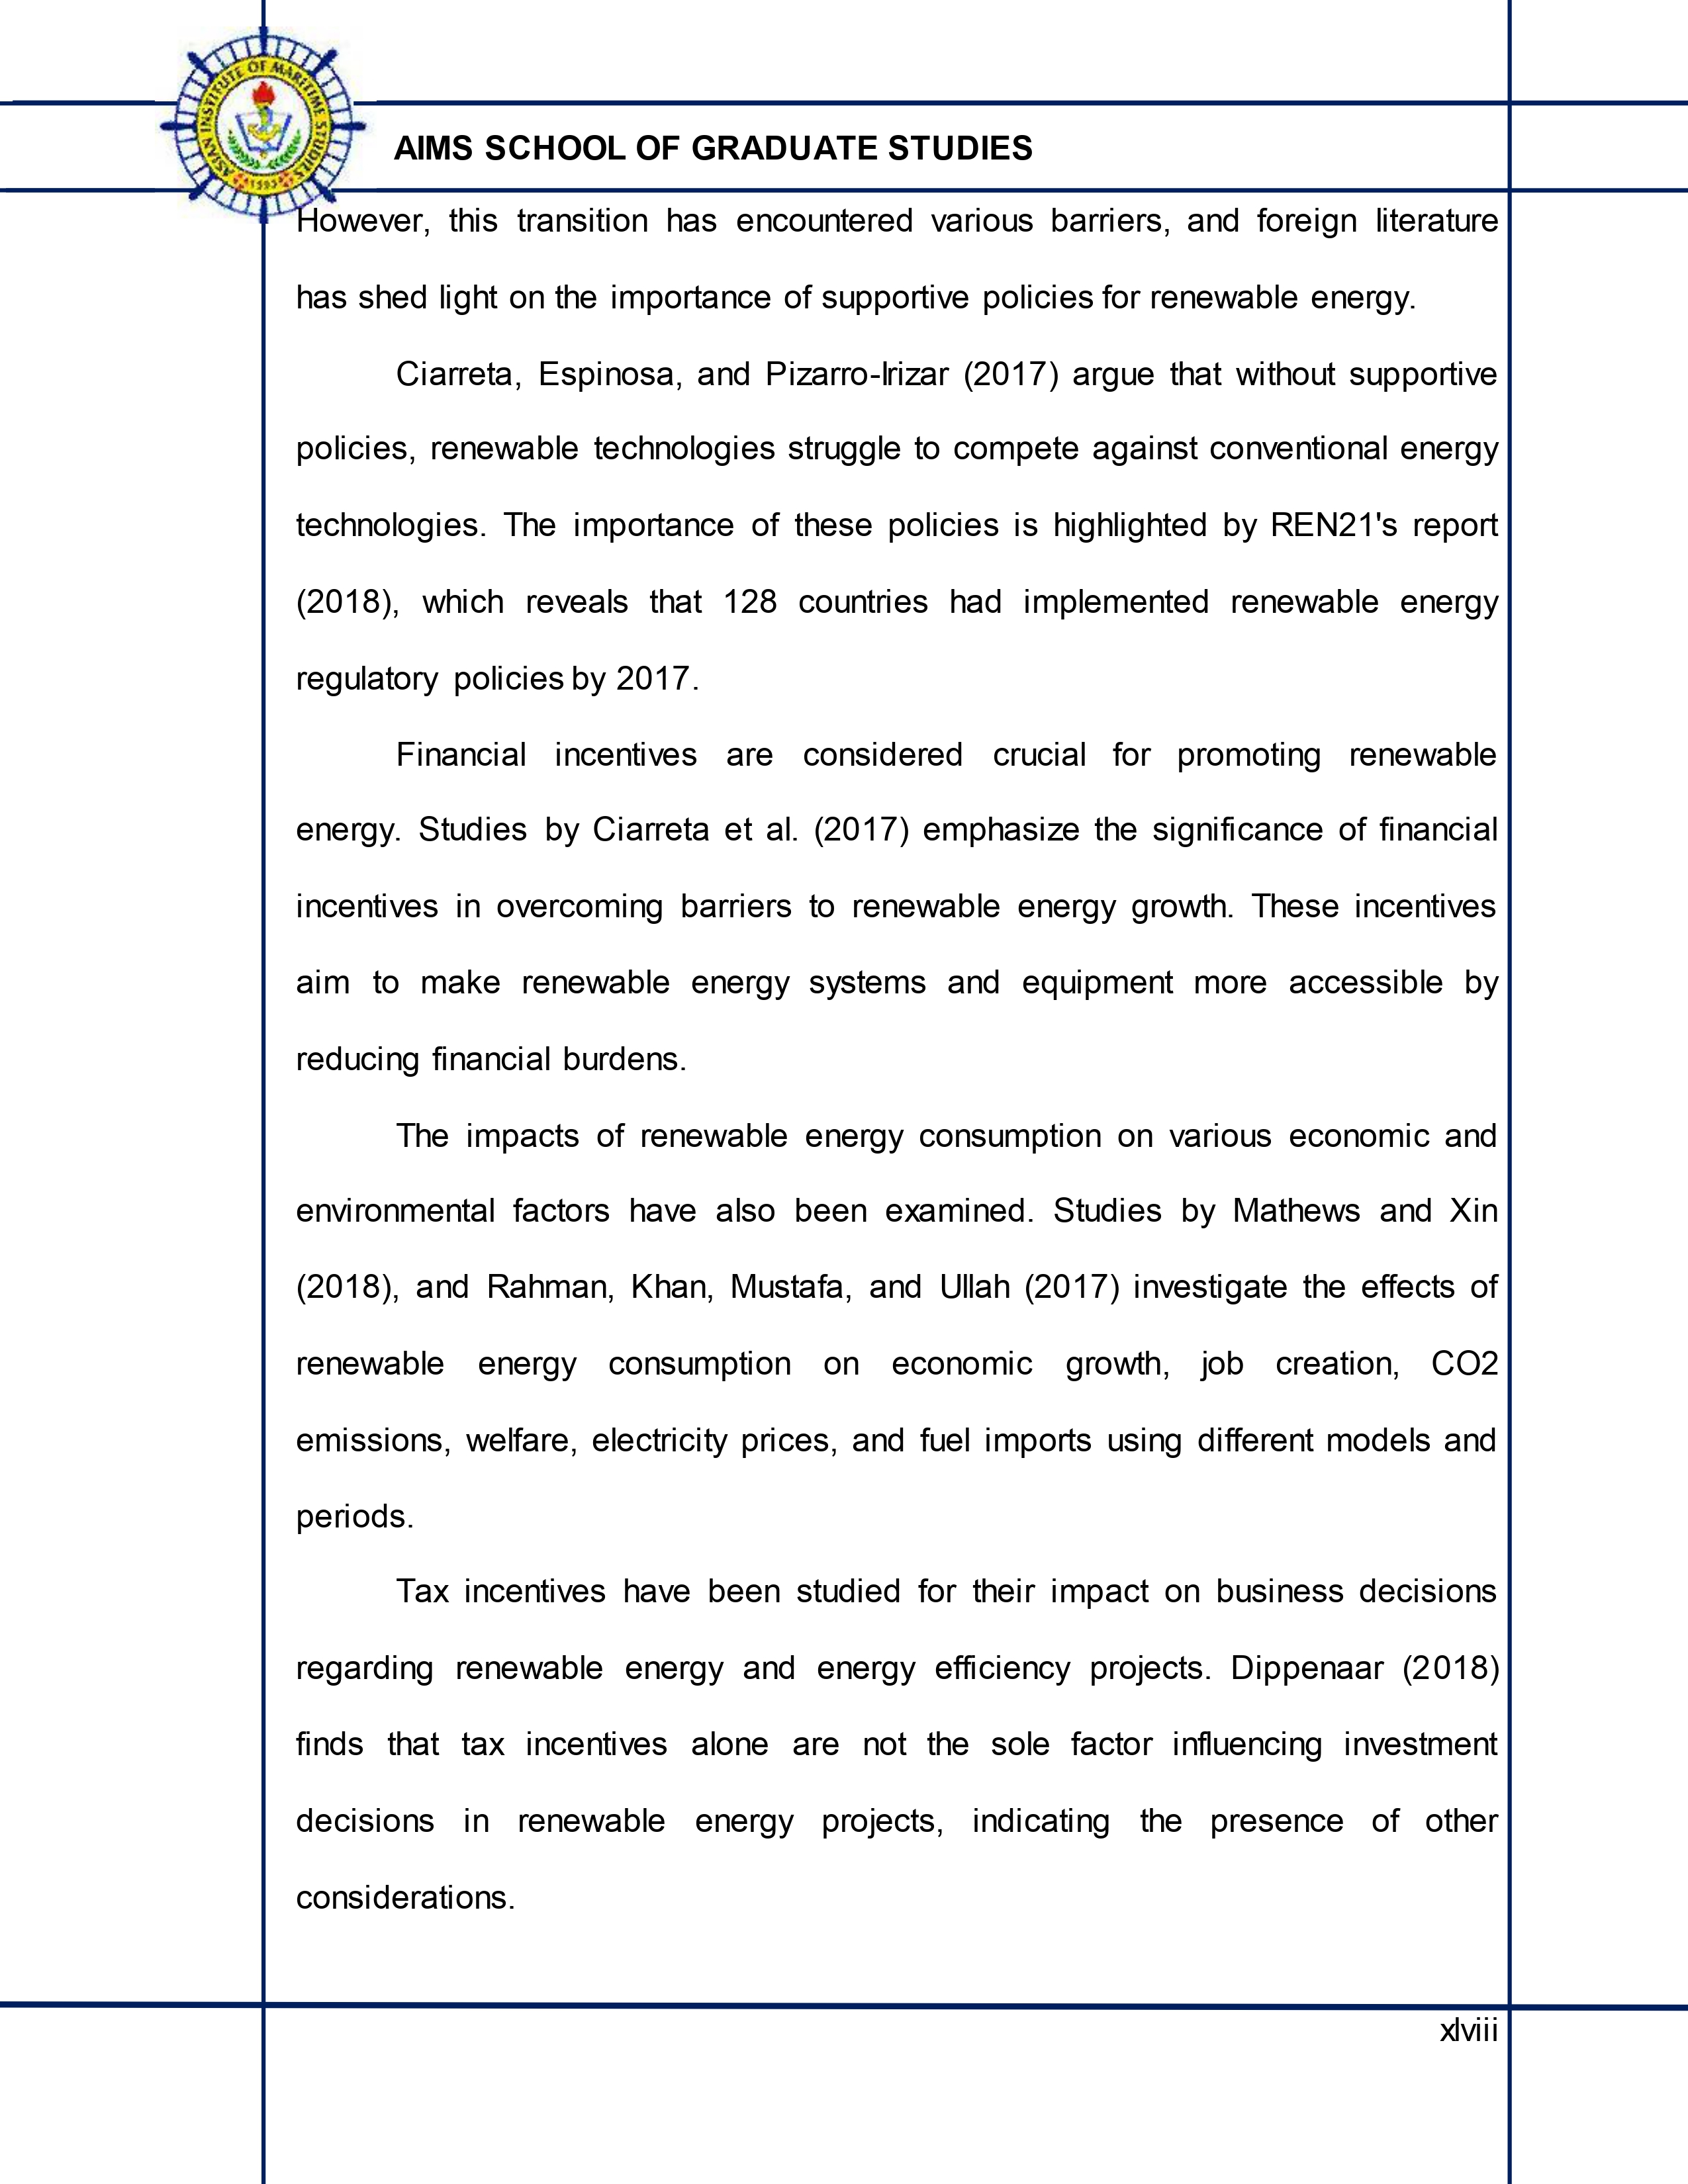 ASIAN INSTITUTE OF MARITIME STUDIES
1993
AIMS SCHOOL OF GRADUATE STUDIES
However, this transition has encountered various barriers, and foreign literature
has shed light on the importance of supportive policies for renewable energy.
Ciarreta, Espinosa, and Pizarro-Irizar (2017) argue that without supportive
policies, renewable technologies struggle to compete against conventional energy
technologies. The importance of these policies is highlighted by REN21's report
(2018), which reveals that 128 countries had implemented renewable energy
regulatory policies by 2017.
Financial incentives are considered crucial for promoting renewable
energy. Studies by Ciarreta et al. (2017) emphasize the significance of financial
incentives in overcoming barriers to renewable energy growth. These incentives
aim to make renewable energy systems and equipment more accessible by
reducing financial burdens.
The impacts of renewable energy consumption on various economic and
environmental factors have also been examined. Studies by Mathews and Xin
(2018), and Rahman, Khan, Mustafa, and Ullah (2017) investigate the effects of
renewable energy consumption on economic growth, job creation, CO2
emissions, welfare, electricity prices, and fuel imports using different models and
periods.
Tax incentives have been studied for their impact on business decisions
regarding renewable energy and energy efficiency projects. Dippenaar (2018)
finds that tax incentives alone are not the sole factor influencing investment
decisions in renewable energy projects, indicating the presence of other
considerations.
xlviii